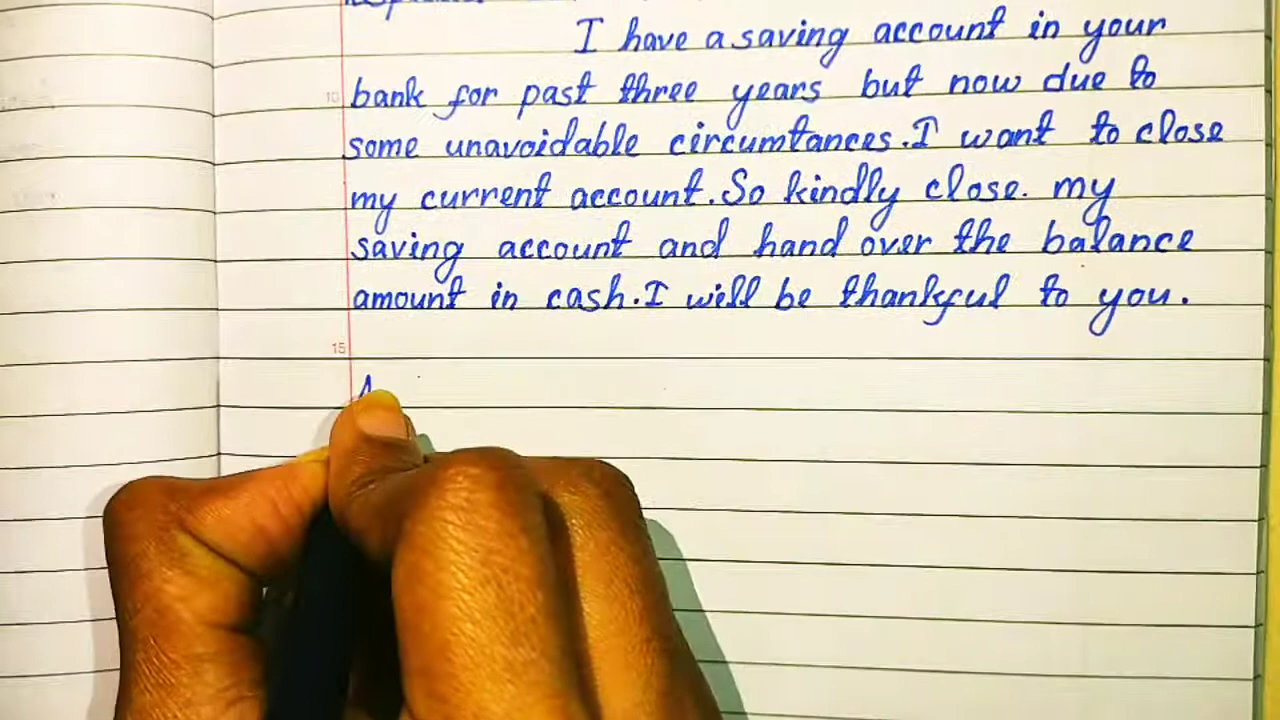 I have a saving account in your
10 bank for past three years but now due to
some unavoidable circumtances. I want to close
my current account. So kindly close. my
saving account and hand over the balance
amount in cash. I will be thankful to you.
15
A